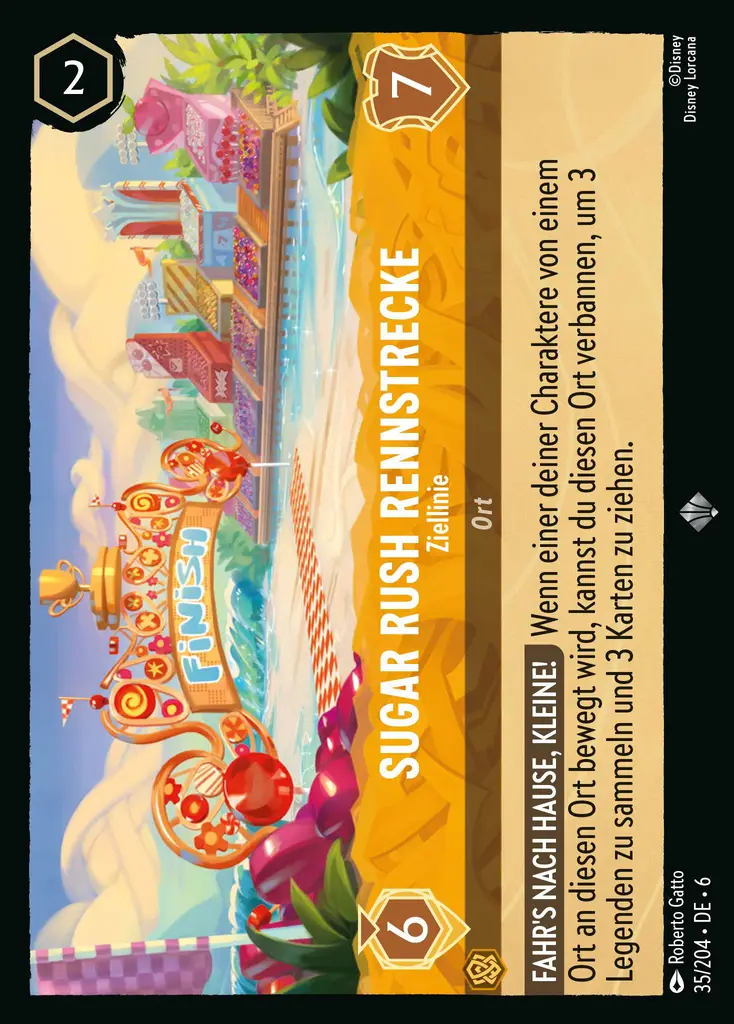 2
FINISH
6
SUGAR RUSH RENNSTRECKE
7
Ziellinie
Ort
FAHR'S NACH HAUSE, KLEINE! Wenn einer deiner Charaktere von einem
Ort an diesen Ort bewegt wird, kannst du diesen Ort verbannen, um 3
Legenden zu sammeln und 3 Karten zu ziehen.
Roberto Gatto
35/204 • DE • 6
©Disney
Disney Lorcana